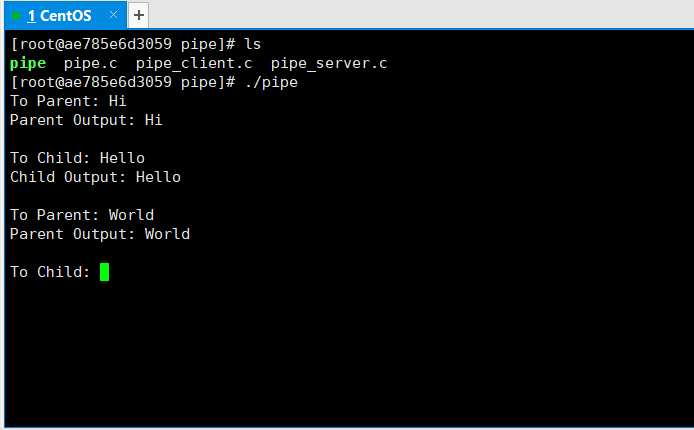 1 CentOS × +
[root@ae785e6d3059 pipe]# ls
pipe  pipe.c  pipe_client.c  pipe_server.c
[root@ae785e6d3059 pipe]# ./pipe
To Parent: Hi
Parent Output: Hi

To Child: Hello
Child Output: Hello

To Parent: World
Parent Output: World

To Child: